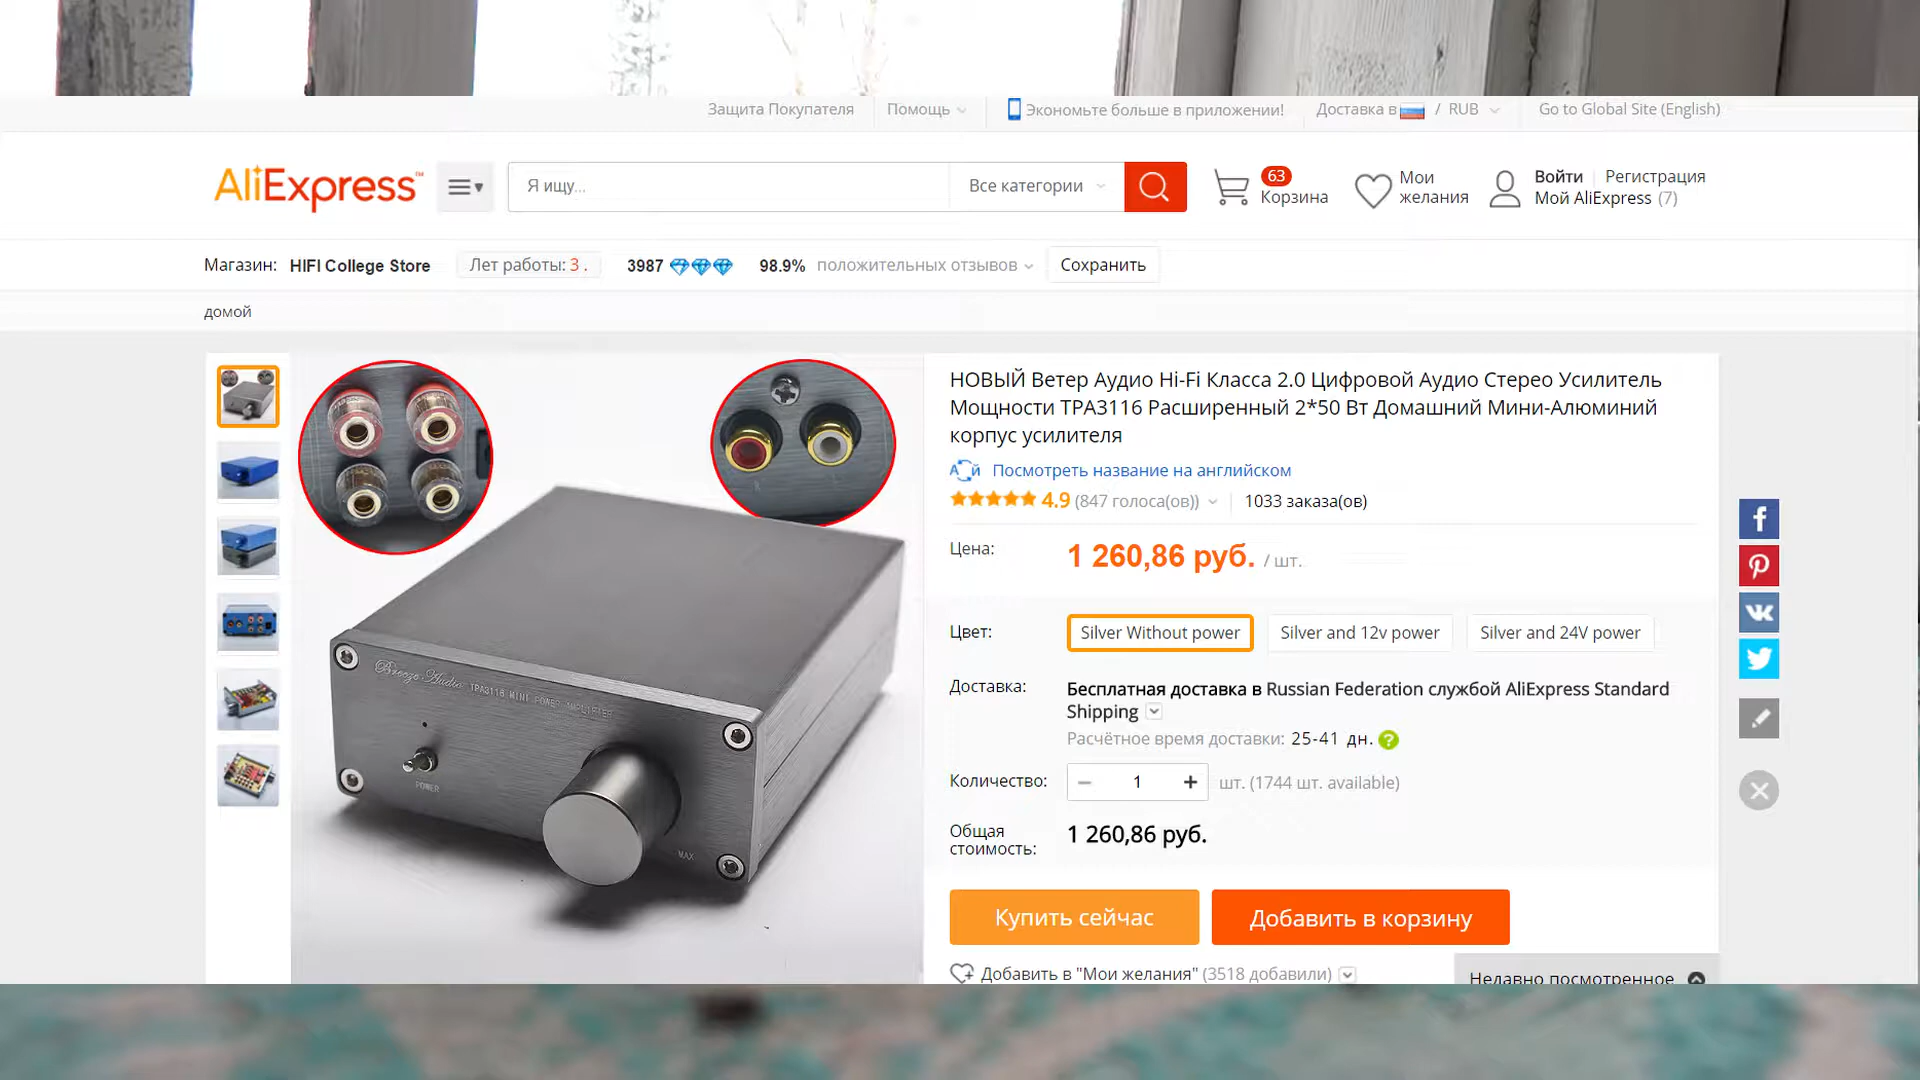 Защита Покупателя
Помощь
Экономьте больше в приложении!
Доставка в / RUB
Go to Global Site (English)
AliExpress™
Я ищу...
Все категории
63
Корзина
Мои желания
Войти
Регистрация
Мой AliExpress (7)
Магазин: HIFI College Store
Лет работы: 3 .
3987
98.9% положительных отзывов
Сохранить
домой
Breeze Audio TPA3116 MINI POWER AMPLIFIER
POWER
MAX
НОВЫЙ Ветер Аудио Hi-Fi Класса 2.0 Цифровой Аудио Стерео Усилитель
Мощности TPA3116 Расширенный 2*50 Вт Домашний Мини-Алюминий
корпус усилителя
Посмотреть название на английском
4.9 (847 голоса(ов))
1033 заказа(ов)
Цена:
1 260,86 руб. / шт.
Цвет:
Silver Without power
Silver and 12v power
Silver and 24V power
Доставка:
Бесплатная доставка в Russian Federation службой AliExpress Standard
Shipping
Расчётное время доставки: 25-41 дн. ?
Количество:
− 1 +
шт. (1744 шт. available)
Общая
стоимость:
1 260,86 руб.
Купить сейчас
Добавить в корзину
Добавить в "Мои желания" (3518 добавили)
Недавно посмотренное